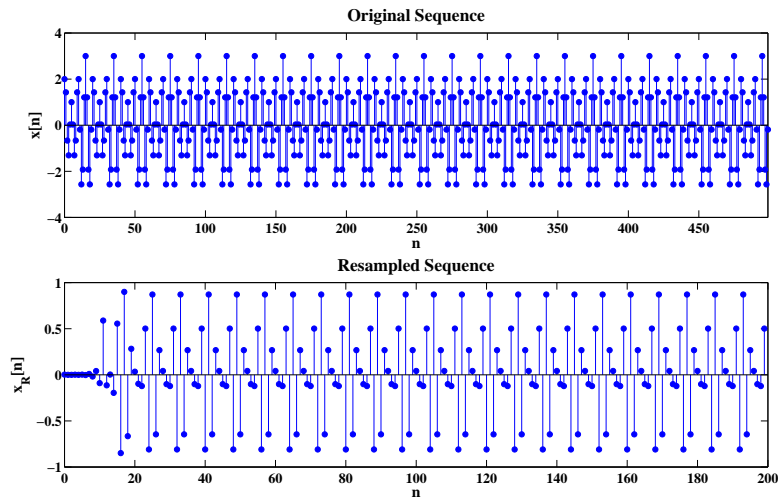 Original Sequence
4
2
0
−2
−4
x[n]
0 50 100 150 200 250 300 350 400 450
n
Resampled Sequence
1
0.5
0
−0.5
−1
x_R[n]
0 20 40 60 80 100 120 140 160 180 200
n